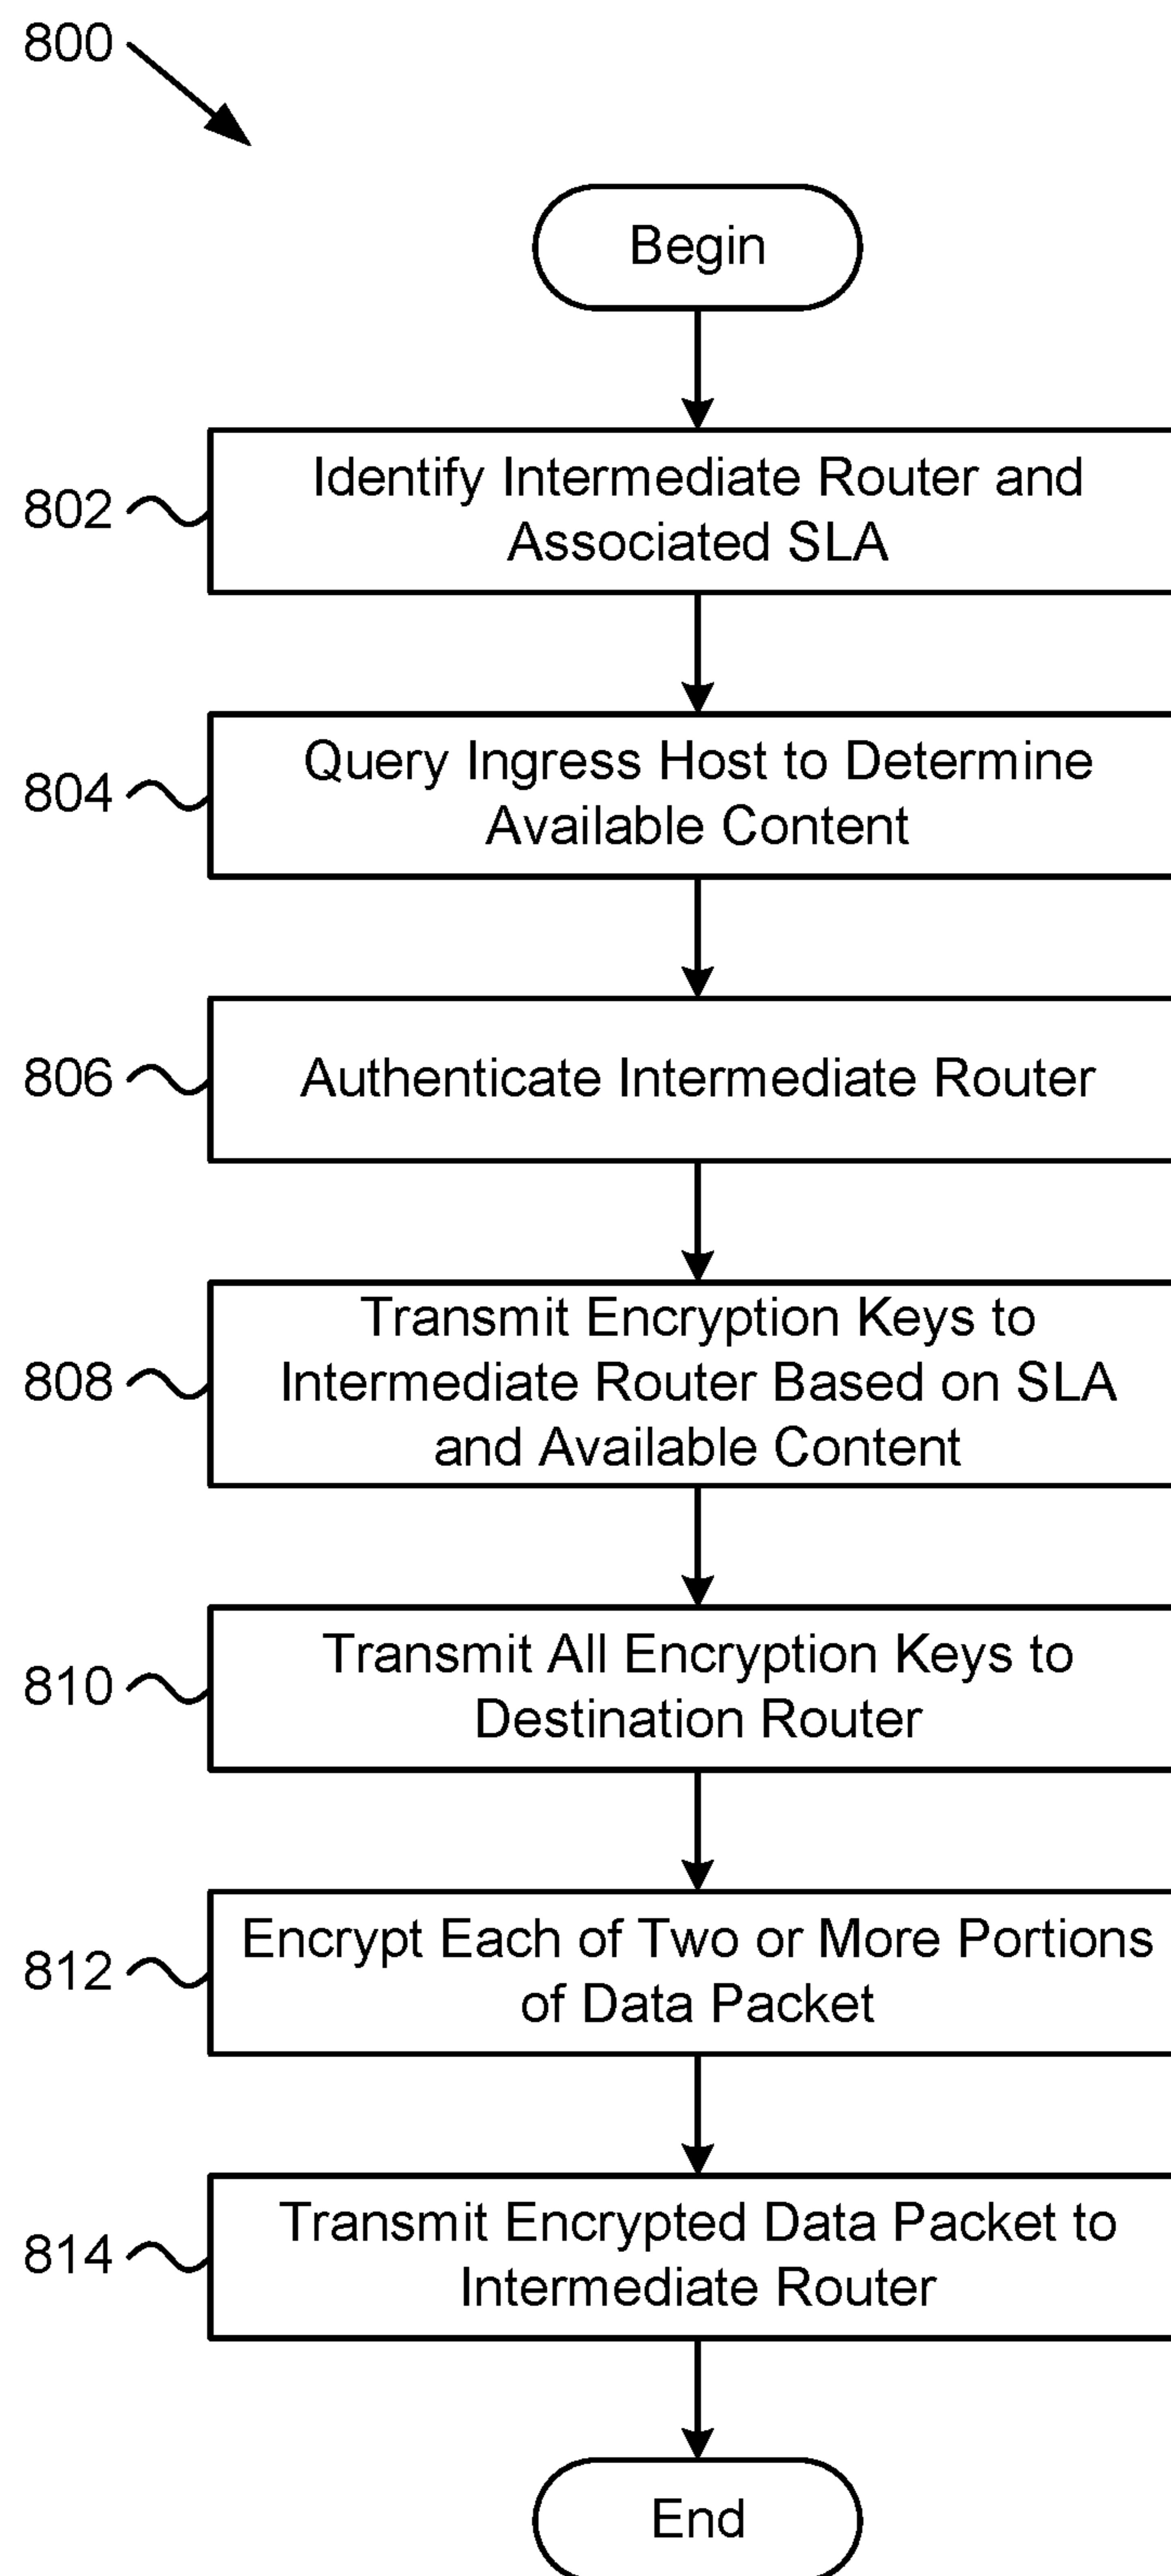 800
Begin
802
Identify Intermediate Router and
Associated SLA
804
Query Ingress Host to Determine
Available Content
806
Authenticate Intermediate Router
808
Transmit Encryption Keys to
Intermediate Router Based on SLA
and Available Content
810
Transmit All Encryption Keys to
Destination Router
812
Encrypt Each of Two or More Portions
of Data Packet
814
Transmit Encrypted Data Packet to
Intermediate Router
End